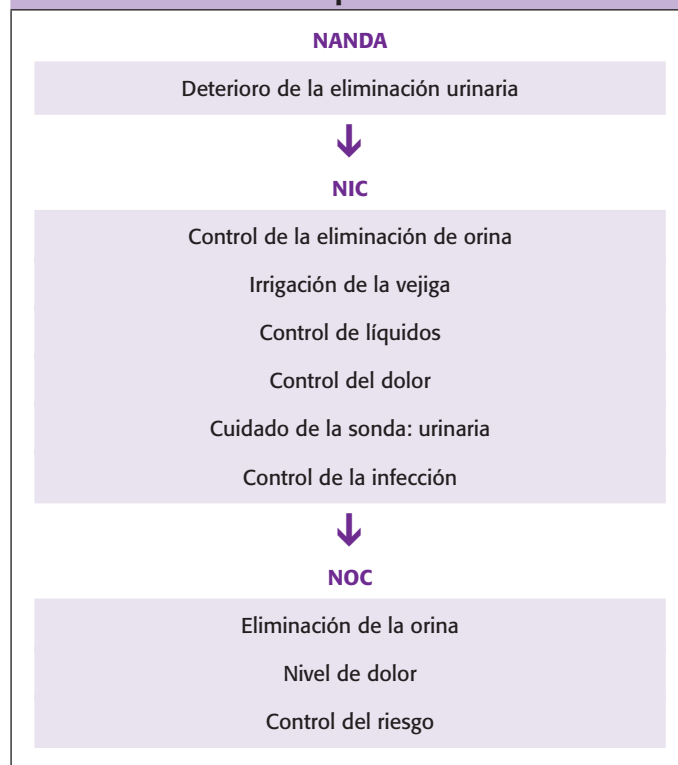 NANDA
Deterioro de la eliminación urinaria
NIC
Control de la eliminación de orina
Irrigación de la vejiga
Control de líquidos
Control del dolor
Cuidado de la sonda: urinaria
Control de la infección
NOC
Eliminación de la orina
Nivel de dolor
Control del riesgo